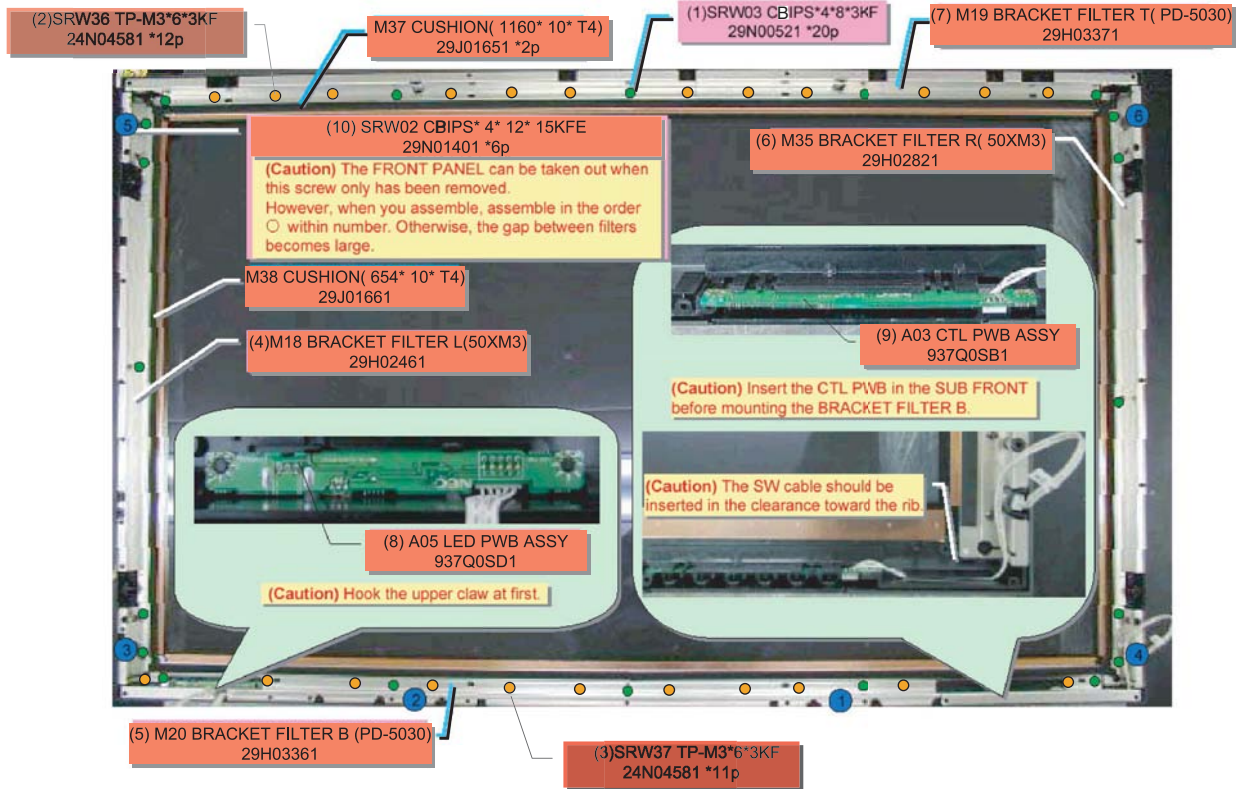 (2)SRW36 TP-M3*6*3KF
24N04581 *12p
M37 CUSHION( 1160* 10* T4)
29J01651 *2p
(1)SRW03 CBIPS*4*8*3KF
29N00521 *20p
(7) M19 BRACKET FILTER T( PD-5030)
29H03371
5
6
(10) SRW02 CBIPS* 4* 12* 15KFE
29N01401 *6p
(Caution) The FRONT PANEL can be taken out when
this screw only has been removed.
However, when you assemble, assemble in the order
○ within number. Otherwise, the gap between filters
becomes large.
(6) M35 BRACKET FILTER R( 50XM3)
29H02821
M38 CUSHION( 654* 10* T4)
29J01661
(4)M18 BRACKET FILTER L(50XM3)
29H02461
(9) A03 CTL PWB ASSY
937Q0SB1
(Caution) Insert the CTL PWB in the SUB FRONT
before mounting the BRACKET FILTER B.
NEC
(Caution) The SW cable should be
inserted in the clearance toward the rib.
(8) A05 LED PWB ASSY
937Q0SD1
(Caution) Hook the upper claw at first.
3
4
2
1
(5) M20 BRACKET FILTER B (PD-5030)
29H03361
(3)SRW37 TP-M3*6*3KF
24N04581 *11p